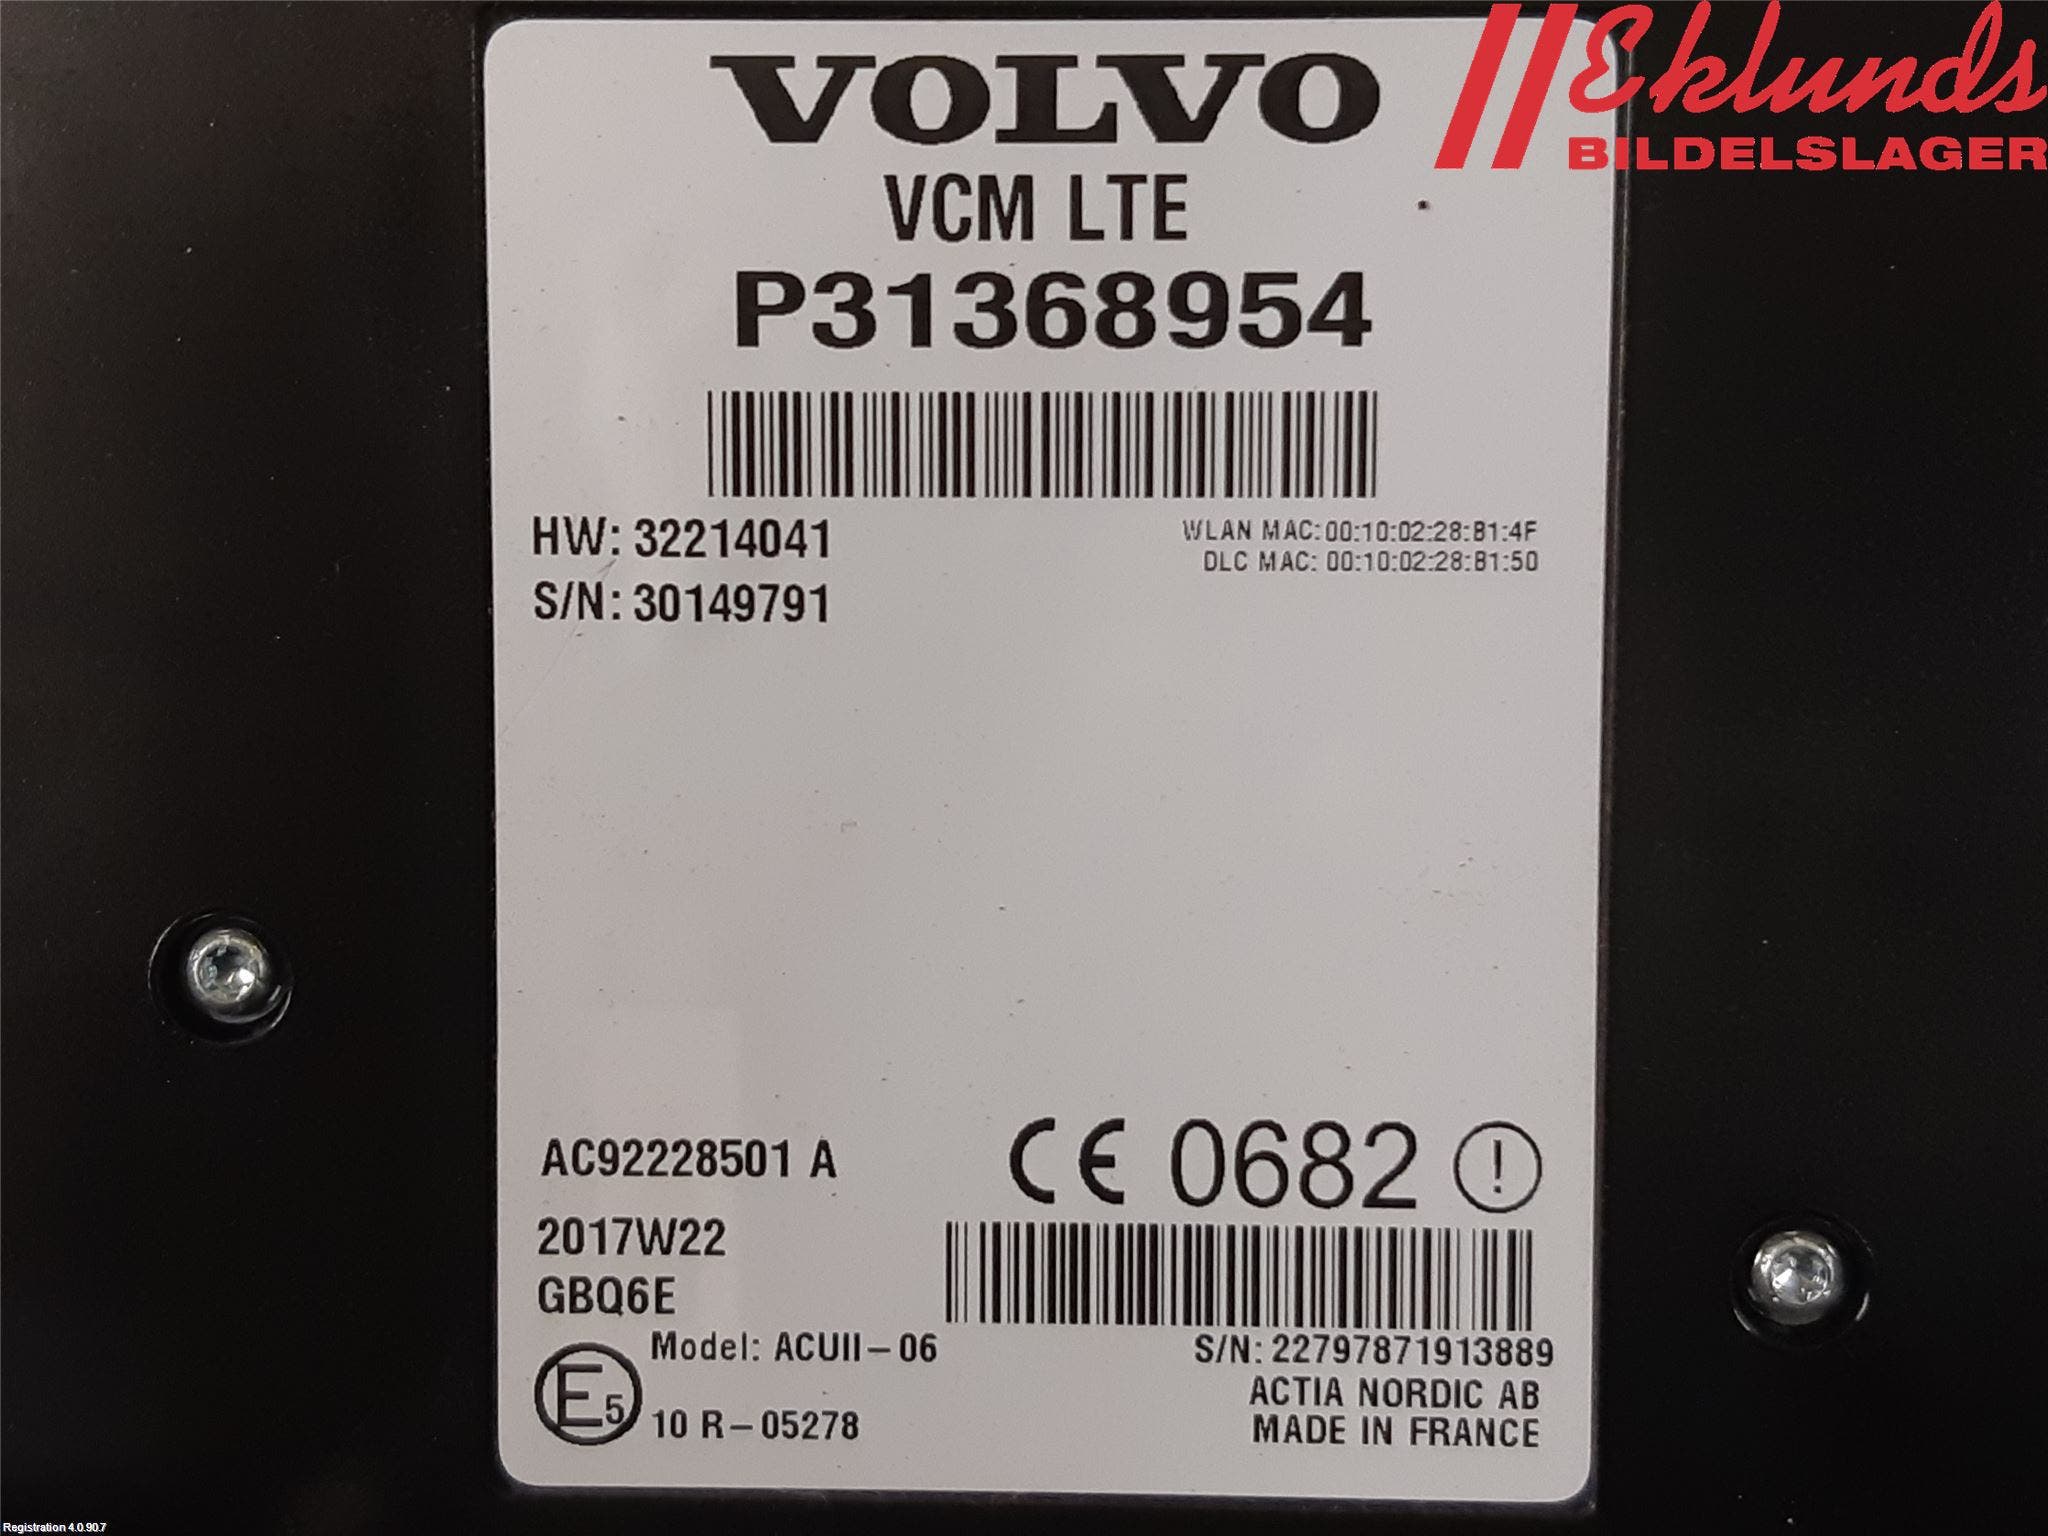 VOLVO
VCM LTE
P31368954
HW: 32214041
S/N: 30149791
WLAN MAC: 00:10:02:28:B1:4F
DLC MAC: 00:10:02:28:B1:50
AC92228501 A
CE 0682 !
2017W22
GBQ6E
Model: ACUII-06
E5
10 R-05278
S/N: 22797871913889
ACTIA NORDIC AB
MADE IN FRANCE
Eklunds
BILDELSLAGER
Registration 4.0.90.7